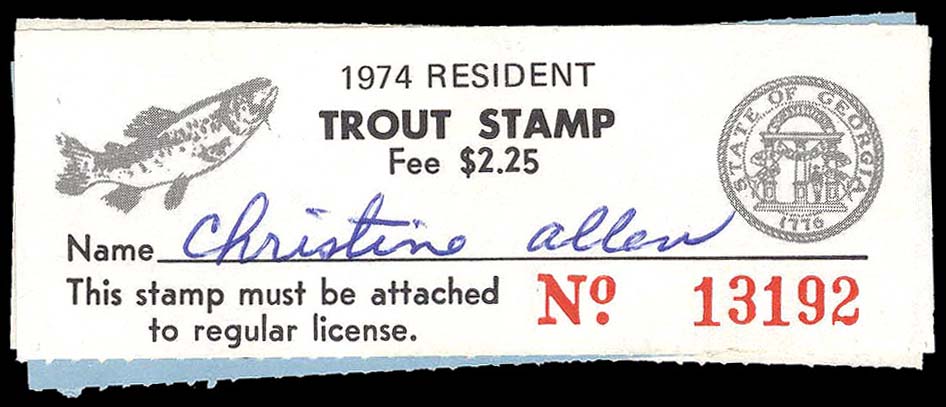 1974 RESIDENT
TROUT STAMP
Fee $2.25
STATE OF GEORGIA
1776
Name Christine Allen
This stamp must be attached
to regular license.
Nº 13192